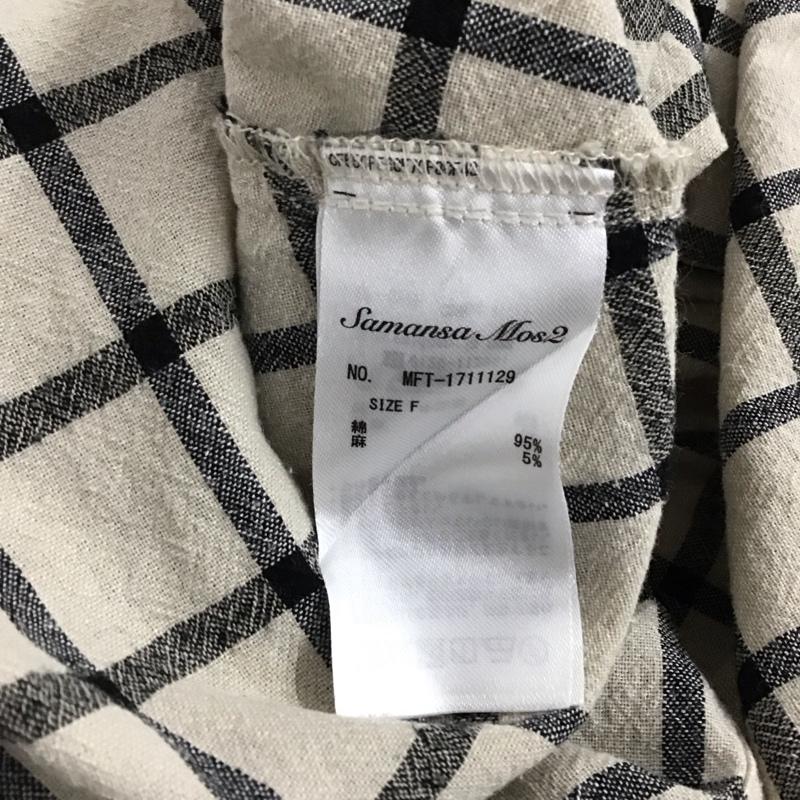 Samansa Mos2
NO. MFT-1711129
SIZE F
綿 95%
麻 5%